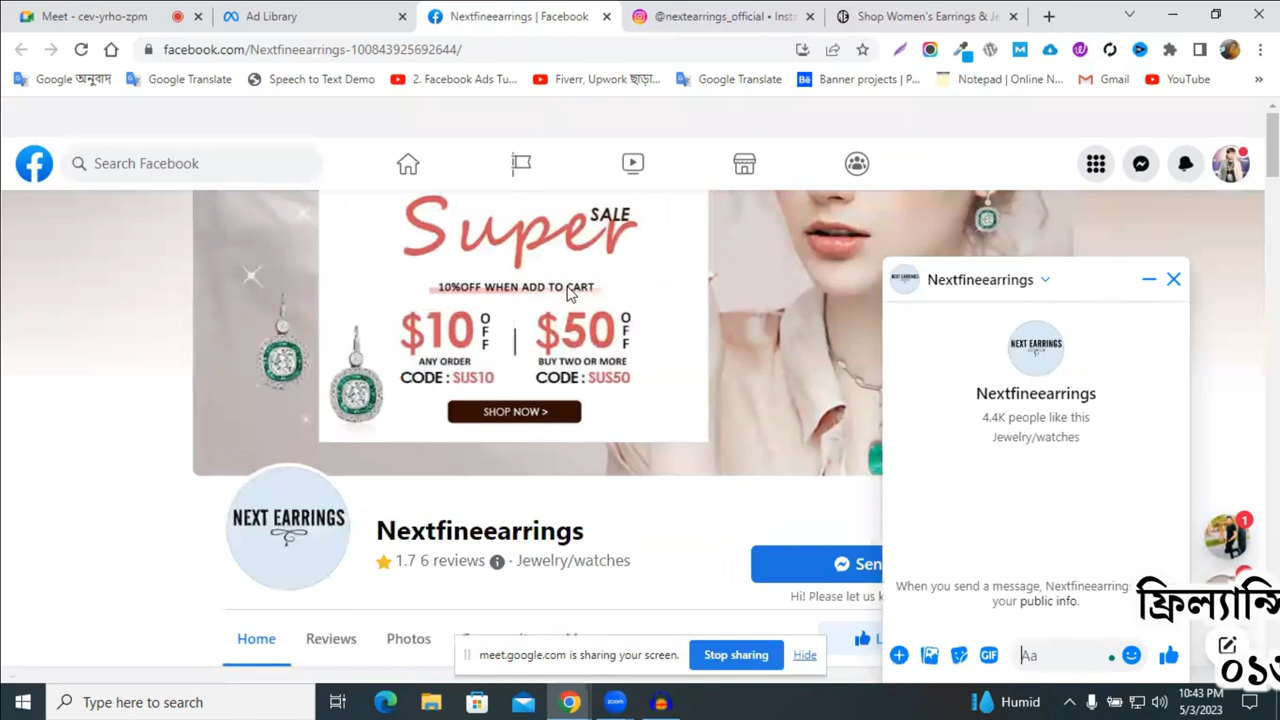 Meet - cev-yrho-zpm
Ad Library
Nextfineearrings | Facebook
@nextearrings_official • Inst
Shop Women's Earrings & Je
facebook.com/Nextfineearrings-100843925692644/
Google অনুবাদ
Google Translate
Speech to Text Demo
2. Facebook Ads Tu...
Fiverr, Upwork ছাড়া...
Google Translate
Banner projects | P...
Notepad | Online N...
Gmail
YouTube
Search Facebook
Super
SALE
10%OFF WHEN ADD TO CART
$10 OFF
$50 OFF
ANY ORDER
BUY TWO OR MORE
CODE : SUS10
CODE : SUS50
SHOP NOW >
NEXT EARRINGS
Nextfineearrings
1.7 6 reviews · Jewelry/watches
Sen
Hi! Please let us k
Home
Reviews
Photos
L
Nextfineearrings
NEXT EARRINGS
Nextfineearrings
4.4K people like this
Jewelry/watches
When you send a message, Nextfineearring
your public info.
GIF
Aa
1
ফ্রিল্যান্সি
meet.google.com is sharing your screen.
Stop sharing
Hide
Type here to search
zoom
Humid
10:43 PM
5/3/2023